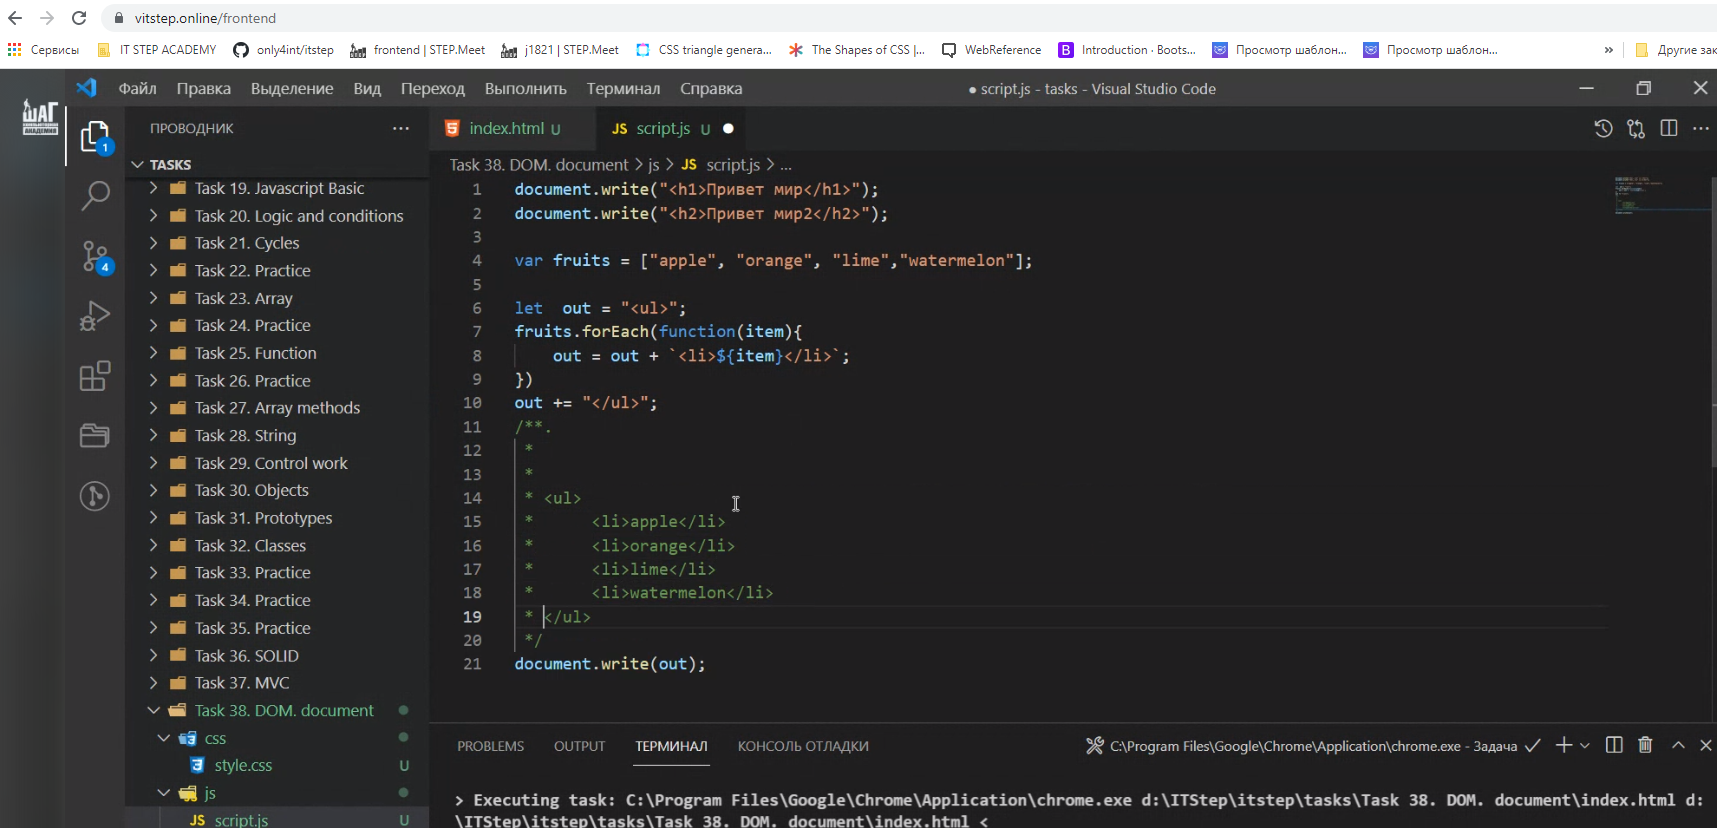 vitstep.online/frontend
Сервисы IT STEP ACADEMY only4int/itstep frontend | STEP.Meet j1821 | STEP.Meet CSS triangle genera... The Shapes of CSS |... WebReference Introduction · Boots... Просмотр шаблон... Просмотр шаблон... » Другие зак
ШАГ
КОМПЬЮТЕРНАЯ
АКАДЕМИЯ
Файл Правка Выделение Вид Переход Выполнить Терминал Справка ● script.js - tasks - Visual Studio Code
ПРОВОДНИК ...
1
4
TASKS
Task 19. Javascript Basic
Task 20. Logic and conditions
Task 21. Cycles
Task 22. Practice
Task 23. Array
Task 24. Practice
Task 25. Function
Task 26. Practice
Task 27. Array methods
Task 28. String
Task 29. Control work
Task 30. Objects
Task 31. Prototypes
Task 32. Classes
Task 33. Practice
Task 34. Practice
Task 35. Practice
Task 36. SOLID
Task 37. MVC
Task 38. DOM. document
css
style.css U
js
JS script.js U
index.html U JS script.js U
Task 38. DOM. document > js > JS script.js > ...
1 document.write("<h1>Привет мир</h1>");
2 document.write("<h2>Привет мир2</h2>");
3
4 var fruits = ["apple", "orange", "lime","watermelon"];
5
6 let  out = "<ul>";
7 fruits.forEach(function(item){
8     out = out + `<li>${item}</li>`;
9 })
10 out += "</ul>";
11 /**.
12  *
13  *
14  * <ul>
15  *      <li>apple</li>
16  *      <li>orange</li>
17  *      <li>lime</li>
18  *      <li>watermelon</li>
19  * </ul>
20  */
21 document.write(out);
PROBLEMS OUTPUT ТЕРМИНАЛ КОНСОЛЬ ОТЛАДКИ C:\Program Files\Google\Chrome\Application\chrome.exe - Задача
> Executing task: C:\Program Files\Google\Chrome\Application\chrome.exe d:\ITStep\itstep\tasks\Task 38. DOM. document\index.html d:
\ITStep\itstep\tasks\Task 38. DOM. document\index.html <